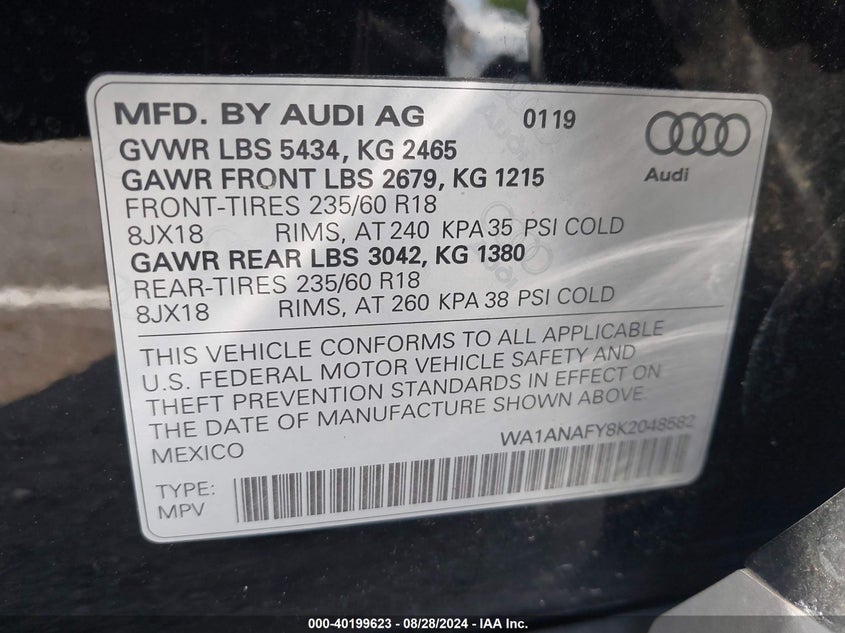 MFD. BY AUDI AG 0119
GVWR LBS 5434, KG 2465
GAWR FRONT LBS 2679, KG 1215
Audi
FRONT-TIRES 235/60 R18
8JX18 RIMS, AT 240 KPA 35 PSI COLD
GAWR REAR LBS 3042, KG 1380
REAR-TIRES 235/60 R18
8JX18 RIMS, AT 260 KPA 38 PSI COLD
THIS VEHICLE CONFORMS TO ALL APPLICABLE
U.S. FEDERAL MOTOR VEHICLE SAFETY AND
THEFT PREVENTION STANDARDS IN EFFECT ON
THE DATE OF MANUFACTURE SHOWN ABOVE.
MEXICO WA1ANAFY8K2048582
TYPE:
MPV
000-40199623 / 08/28/2024 - IAA Inc.